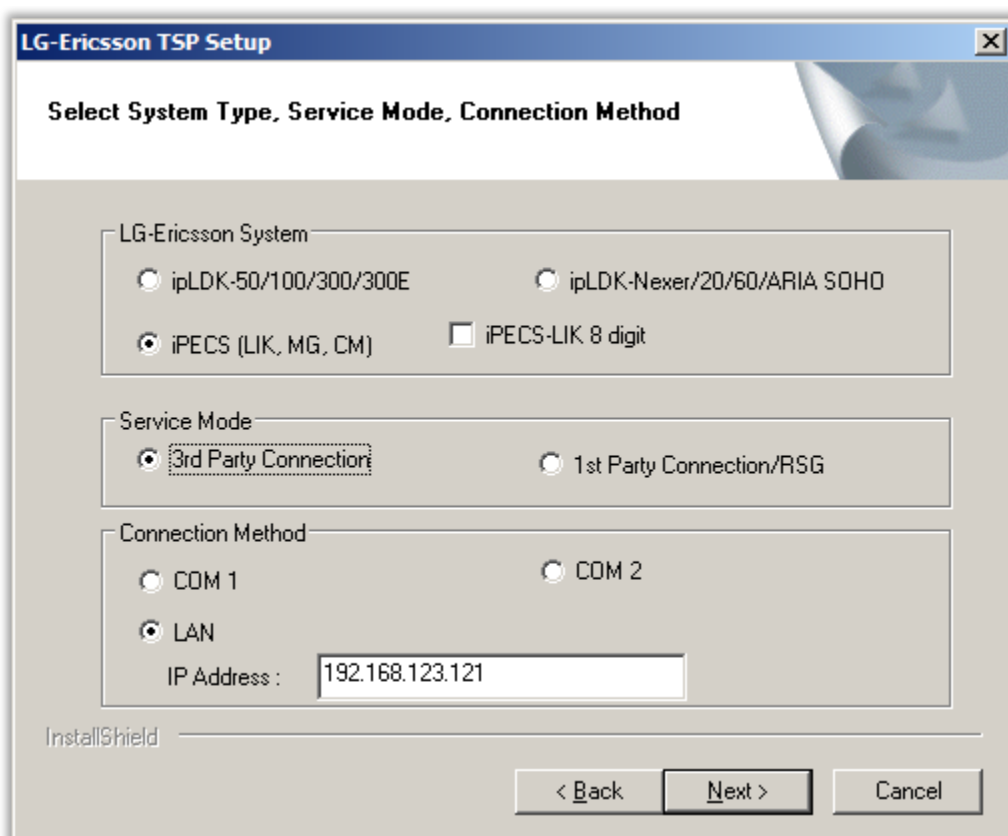 LG-Ericsson TSP Setup
Select System Type, Service Mode, Connection Method
LG-Ericsson System
ipLDK-50/100/300/300E
ipLDK-Nexer/20/60/ARIA SOHO
iPECS (LIK, MG, CM)
iPECS-LIK 8 digit
Service Mode
3rd Party Connection
1st Party Connection/RSG
Connection Method
COM 1
COM 2
LAN
IP Address :
192.168.123.121
InstallShield
< Back
Next >
Cancel